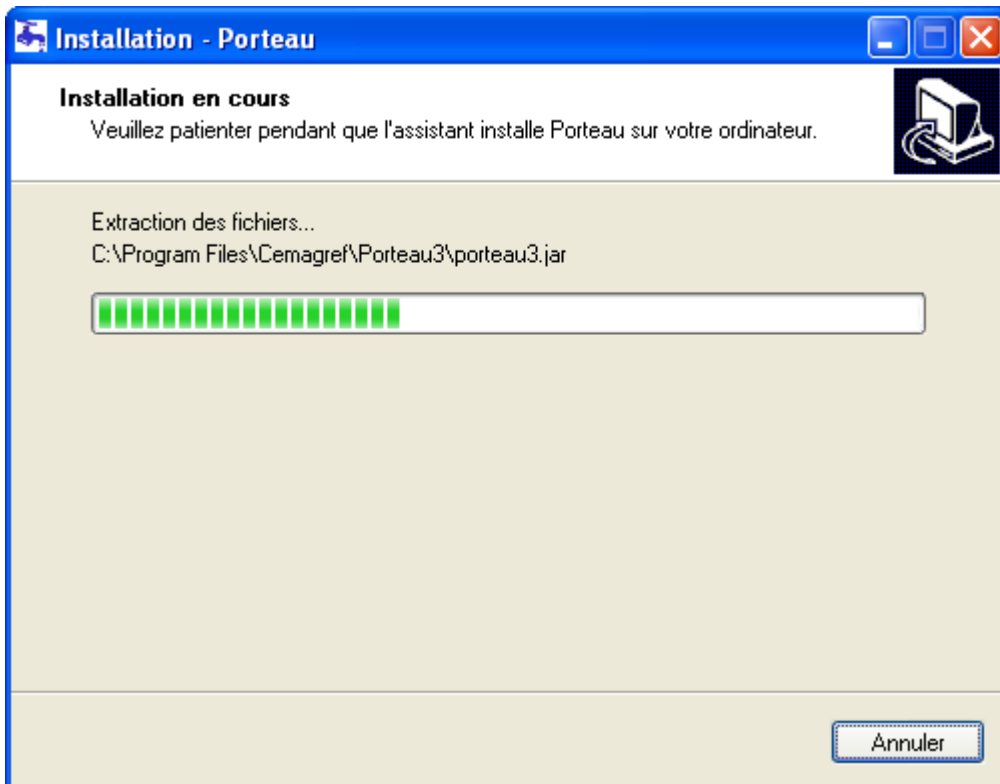 Installation - Porteau
Installation en cours
Veuillez patienter pendant que l'assistant installe Porteau sur votre ordinateur.
Extraction des fichiers...
C:\Program Files\Cemagref\Porteau3\porteau3.jar
Annuler